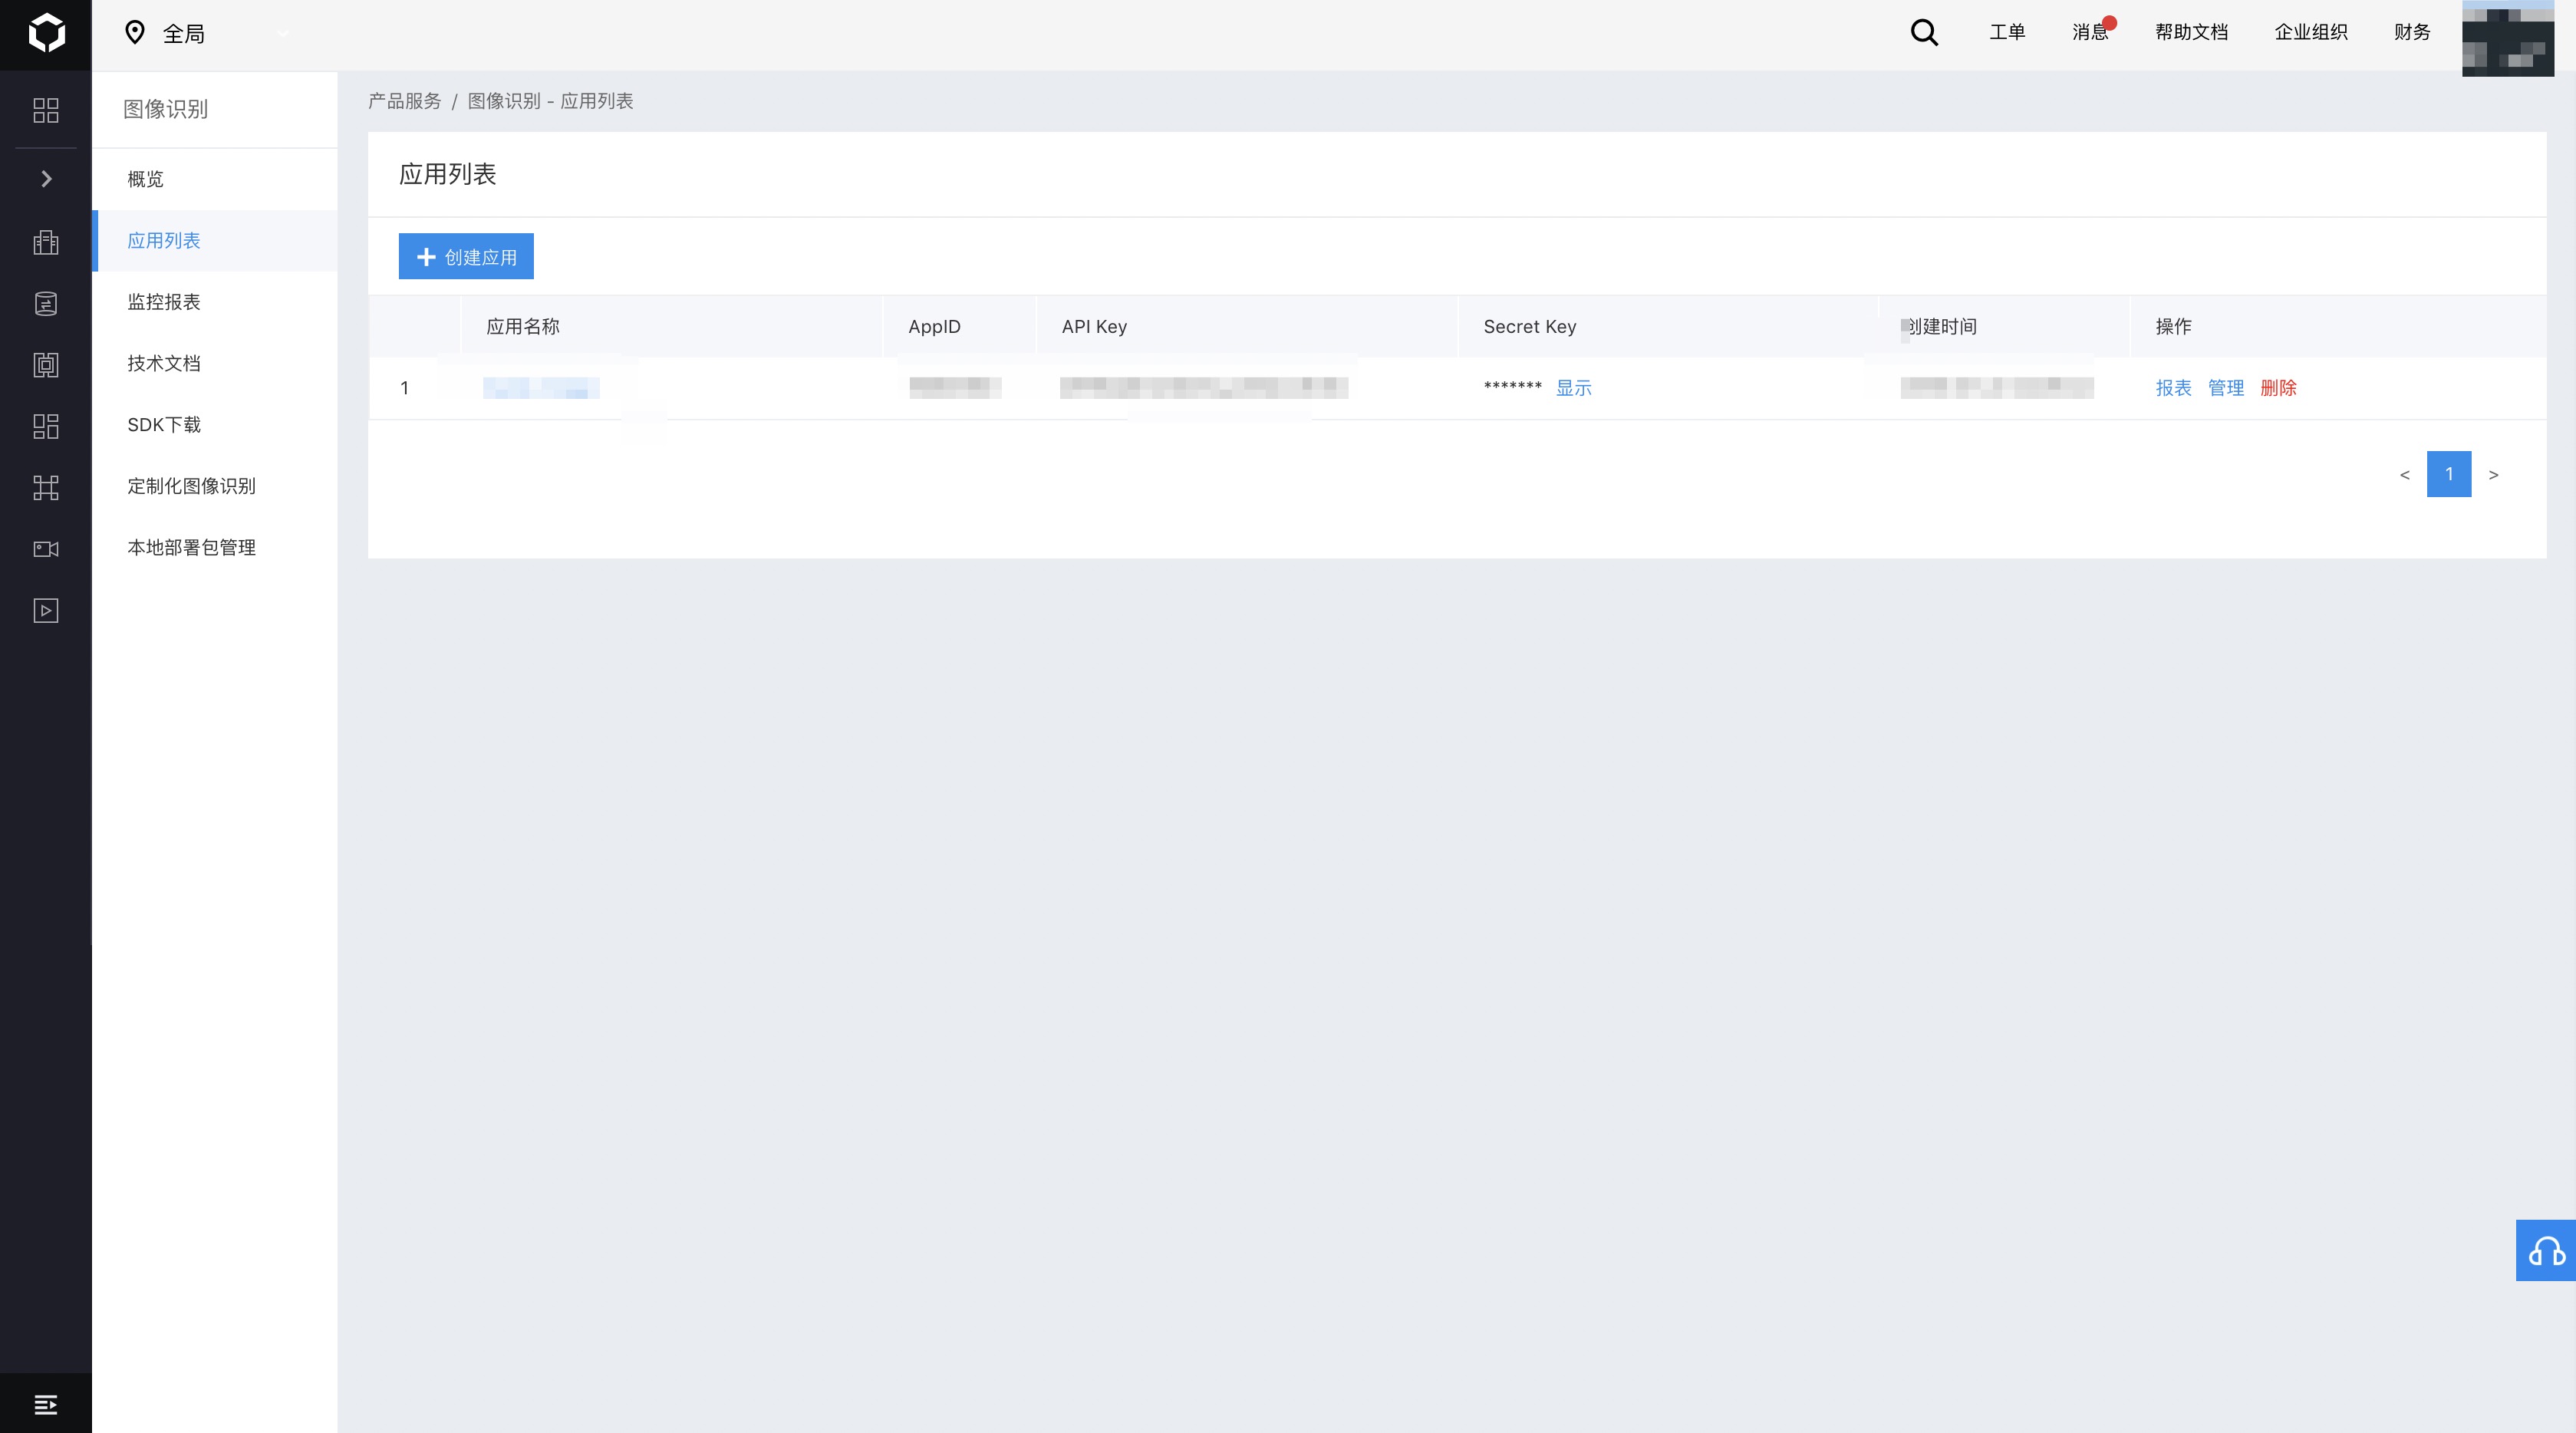 全局
工单 消息 帮助文档 企业组织 财务
图像识别
概览
应用列表
监控报表
技术文档
SDK下载
定制化图像识别
本地部署包管理
产品服务 / 图像识别 - 应用列表
应用列表
创建应用
应用名称 AppID API Key Secret Key 创建时间 操作
1 ******* 显示 报表 管理 删除
< 1 >